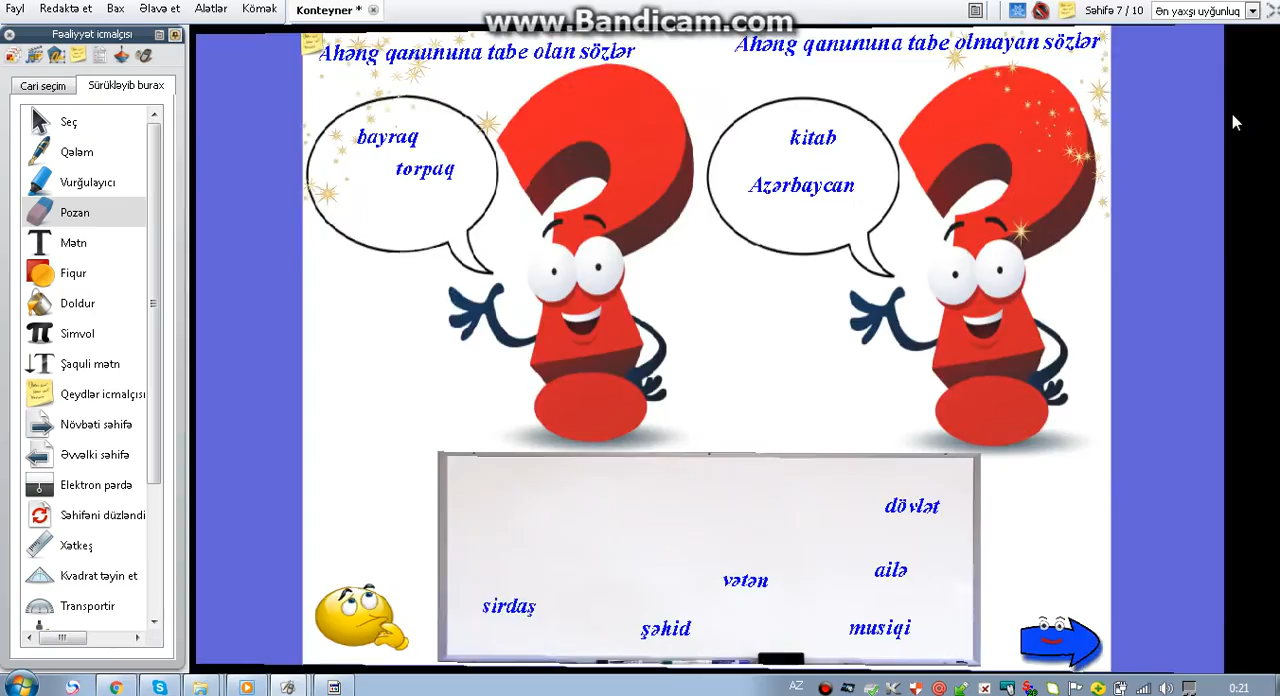 Fayl Redaktə et Bax Əlavə et Alətlər Kömək Konteyner * www.Bandicam.com Səhifə 7 / 10 Ən yaxşı uyğunluq
Fəaliyyət icmalçısı
Cari seçim Sürükləyib burax
Seç
Qələm
Vurğulayıcı
Pozan
Mətn
Fiqur
Doldur
Simvol
Şaquli mətn
Qeydlər icmalçısı
Növbəti səhifə
Əvvəlki səhifə
Elektron pərdə
Səhifəni düzləndi
Xətkeş
Kvadrat təyin et
Transportir
Ahəng qanununa tabe olan sözlər
Ahəng qanununa tabe olmayan sözlər
bayraq
torpaq
kitab
Azərbaycan
dövlət
ailə
vətən
sirdaş
şəhid
musiqi
AZ 0:21